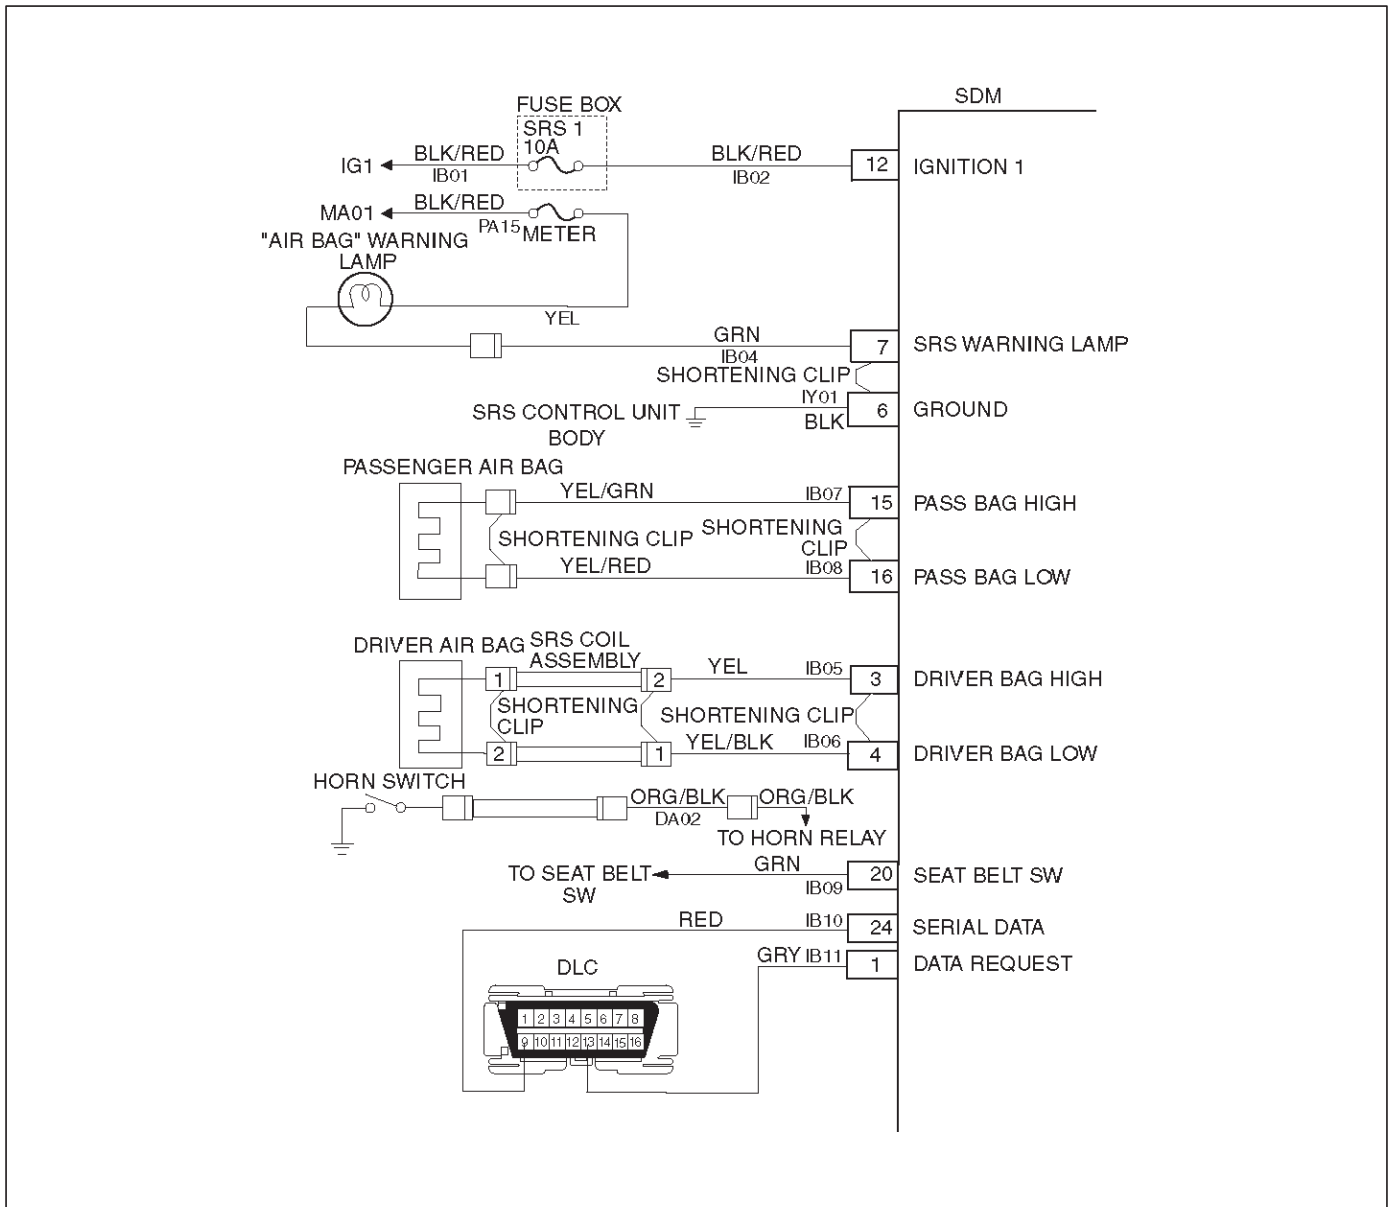 SDM
FUSE BOX
SRS 1
10A
IG1
BLK/RED
IB01
BLK/RED
IB02
12
IGNITION 1
MA01
BLK/RED
PA15
METER
"AIR BAG" WARNING
LAMP
YEL
GRN
IB04
7
SRS WARNING LAMP
SHORTENING CLIP
IY01
BLK
6
GROUND
SRS CONTROL UNIT
BODY
PASSENGER AIR BAG
YEL/GRN
IB07
15
PASS BAG HIGH
SHORTENING CLIP
SHORTENING
CLIP
YEL/RED
IB08
16
PASS BAG LOW
DRIVER AIR BAG
SRS COIL
ASSEMBLY
1
2
YEL
IB05
3
DRIVER BAG HIGH
SHORTENING
CLIP
SHORTENING CLIP
2
1
YEL/BLK
IB06
4
DRIVER BAG LOW
HORN SWITCH
ORG/BLK
DA02
ORG/BLK
TO HORN RELAY
TO SEAT BELT
SW
GRN
IB09
20
SEAT BELT SW
RED
IB10
24
SERIAL DATA
GRY IB11
1
DATA REQUEST
DLC
1 2 3 4 5 6 7 8
9 10 11 12 13 14 15 16